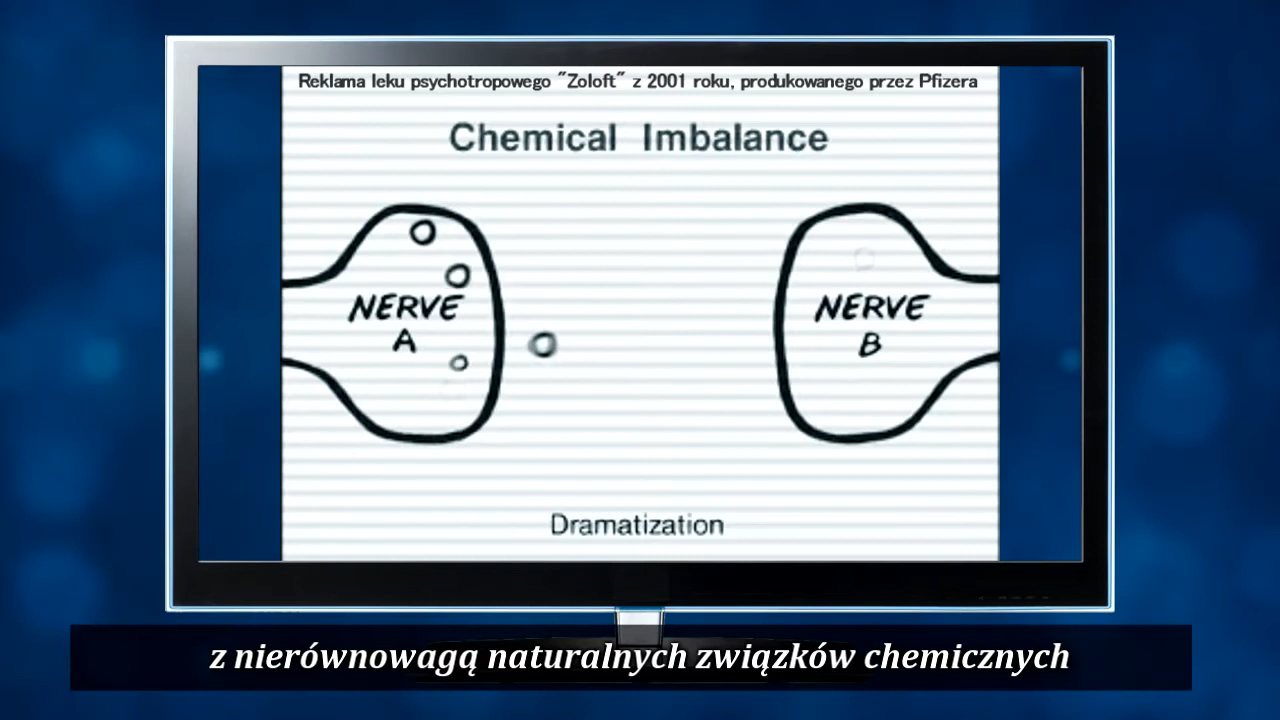 Reklama leku psychotropowego "Zoloft" z 2001 roku, produkowanego przez Pfizera
Chemical Imbalance
NERVE
A
NERVE
B
Dramatization
z nierównowagą naturalnych związków chemicznych